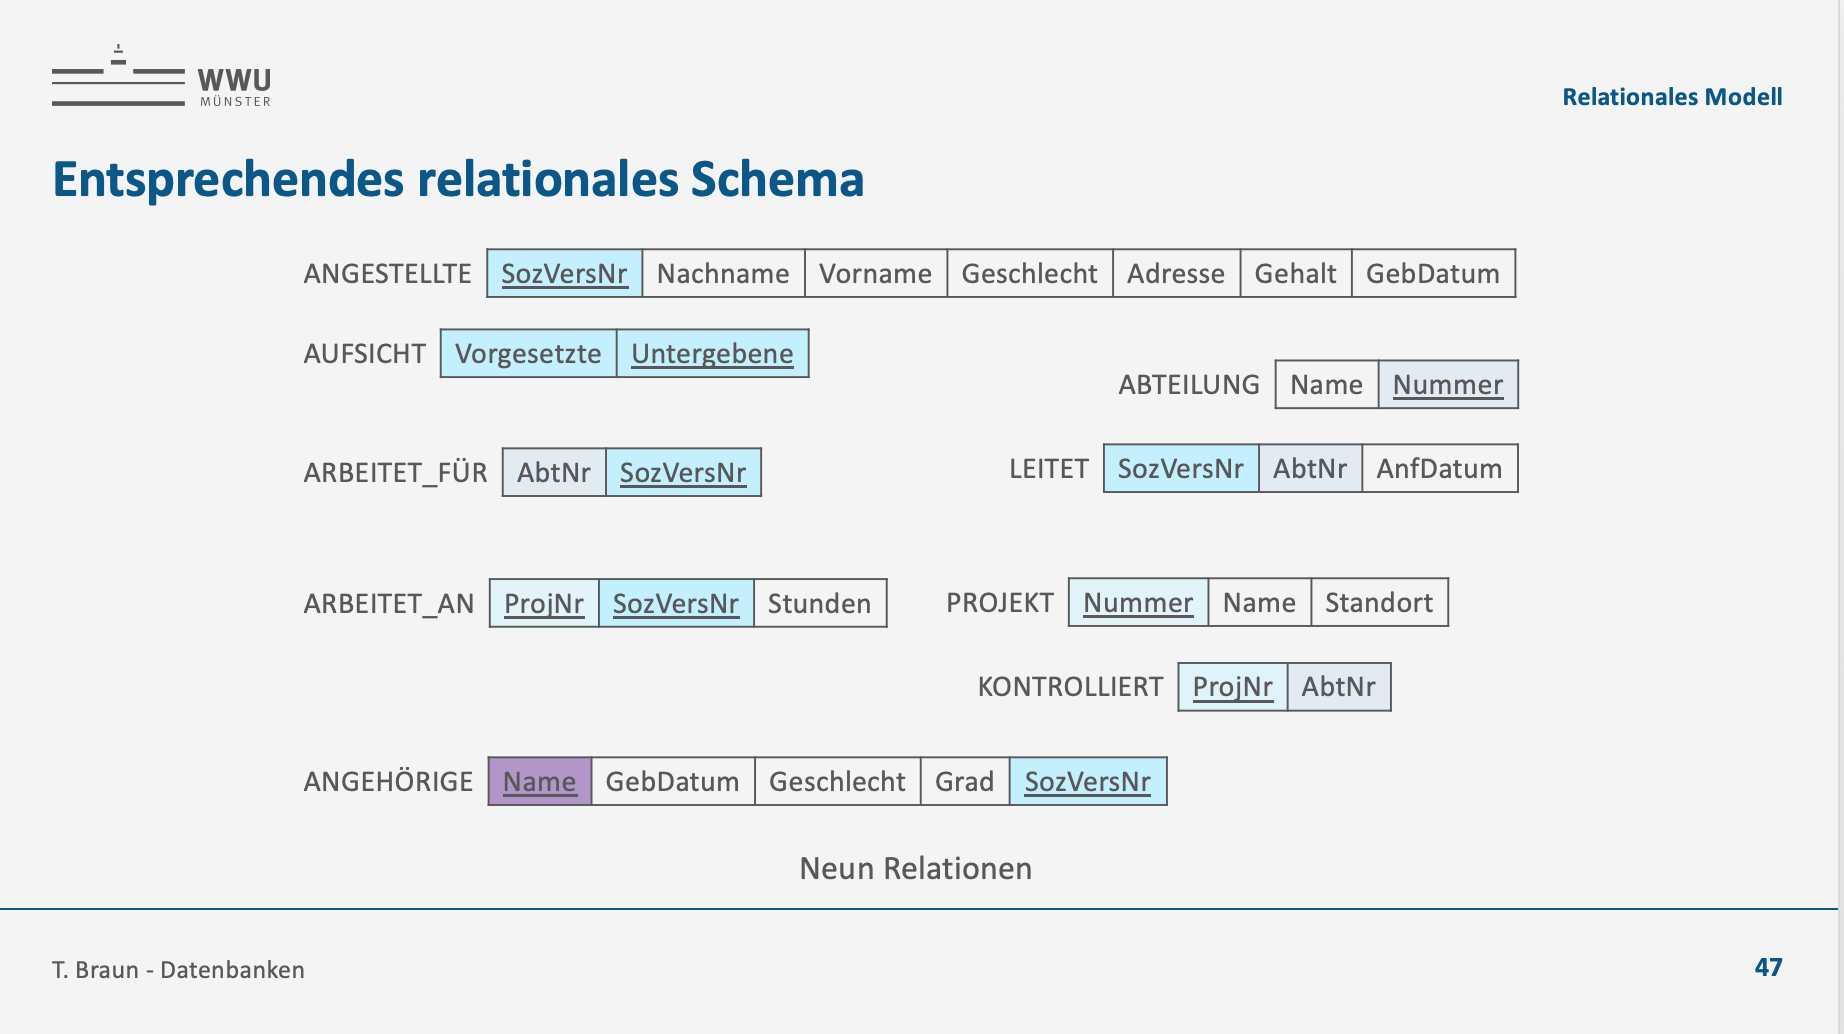 WWU
MÜNSTER
Relationales Modell
Entsprechendes relationales Schema
ANGESTELLTE SozVersNr Nachname Vorname Geschlecht Adresse Gehalt GebDatum
AUFSICHT Vorgesetzte Untergebene
ABTEILUNG Name Nummer
ARBEITET_FÜR AbtNr SozVersNr
LEITET SozVersNr AbtNr AnfDatum
ARBEITET_AN ProjNr SozVersNr Stunden
PROJEKT Nummer Name Standort
KONTROLLIERT ProjNr AbtNr
ANGEHÖRIGE Name GebDatum Geschlecht Grad SozVersNr
Neun Relationen
T. Braun - Datenbanken
47